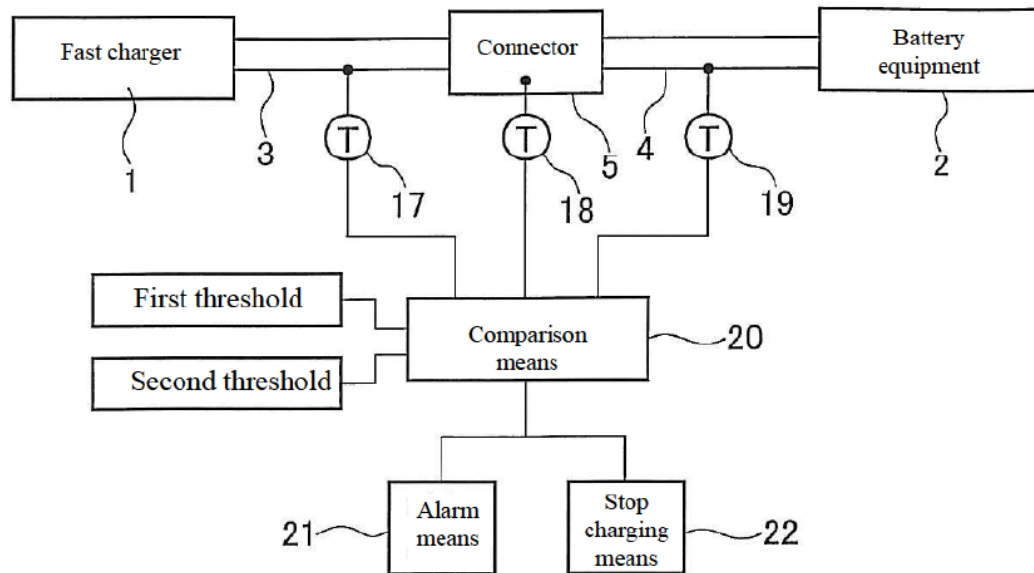 Fast charger
Connector
Battery
equipment
3
4
1
T
T
T
5
2
17
18
19
First threshold
Second threshold
Comparison
means
20
Alarm
means
Stop
charging
means
21
22